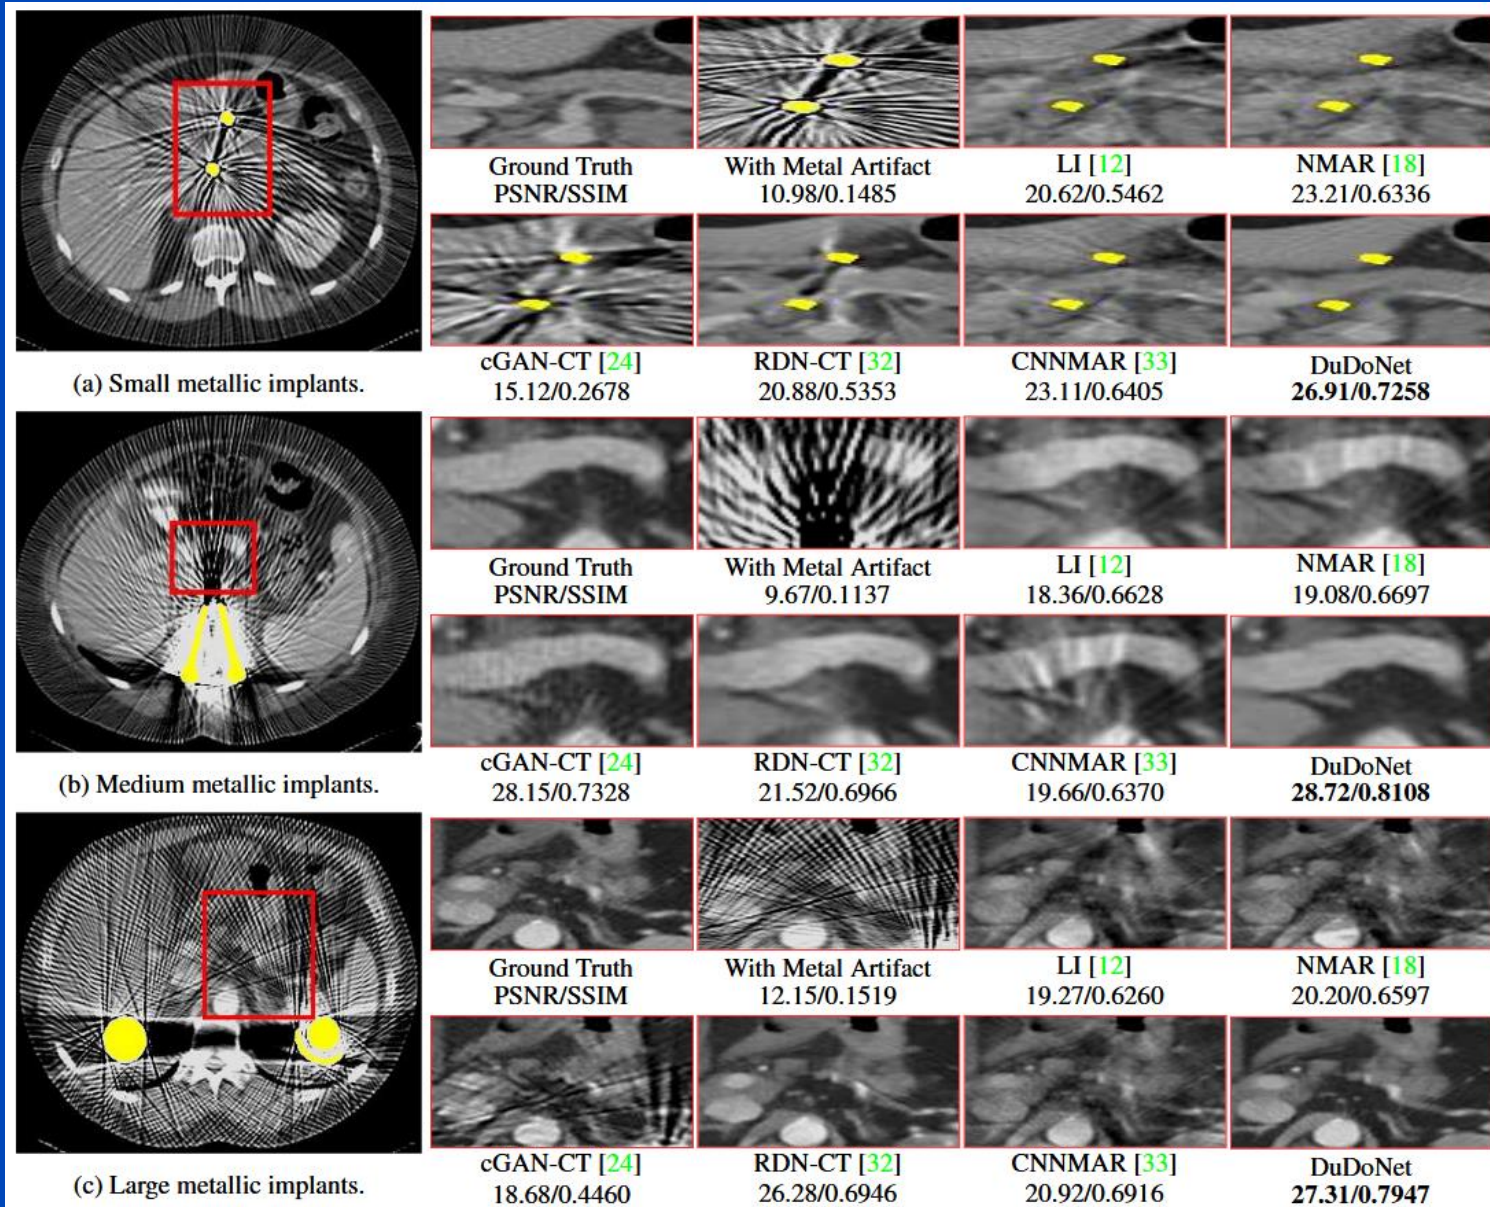 Ground Truth
PSNR/SSIM
With Metal Artifact
10.98/0.1485
LI [12]
20.62/0.5462
NMAR [18]
23.21/0.6336
cGAN-CT [24]
15.12/0.2678
RDN-CT [32]
20.88/0.5353
CNNMAR [33]
23.11/0.6405
DuDoNet
26.91/0.7258
(a) Small metallic implants.
Ground Truth
PSNR/SSIM
With Metal Artifact
9.67/0.1137
LI [12]
18.36/0.6628
NMAR [18]
19.08/0.6697
cGAN-CT [24]
28.15/0.7328
RDN-CT [32]
21.52/0.6966
CNNMAR [33]
19.66/0.6370
DuDoNet
28.72/0.8108
(b) Medium metallic implants.
Ground Truth
PSNR/SSIM
With Metal Artifact
12.15/0.1519
LI [12]
19.27/0.6260
NMAR [18]
20.20/0.6597
cGAN-CT [24]
18.68/0.4460
RDN-CT [32]
26.28/0.6946
CNNMAR [33]
20.92/0.6916
DuDoNet
27.31/0.7947
(c) Large metallic implants.